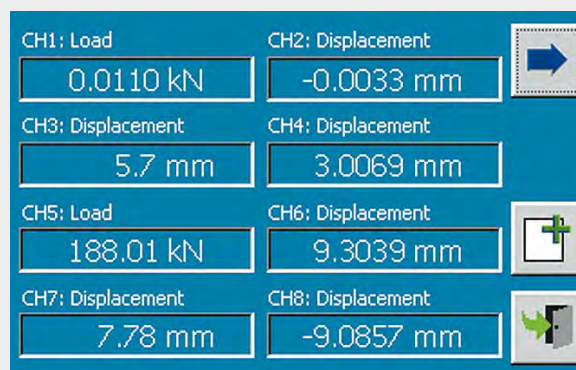 CH1: Load
CH2: Displacement
0.0110 kN
-0.0033 mm
CH3: Displacement
CH4: Displacement
5.7 mm
3.0069 mm
CH5: Load
CH6: Displacement
188.01 kN
9.3039 mm
CH7: Displacement
CH8: Displacement
7.78 mm
-9.0857 mm